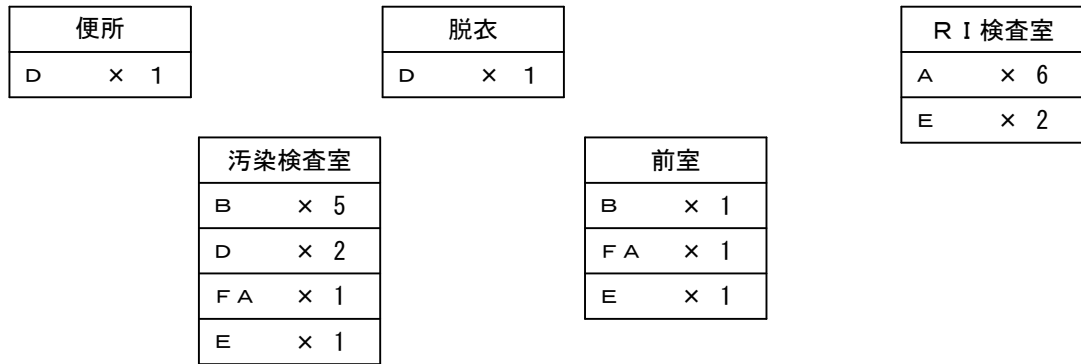 便所
D × 1
脱衣
D × 1
RI検査室
A × 6
E × 2
汚染検査室
B × 5
D × 2
FA × 1
E × 1
前室
B × 1
FA × 1
E × 1